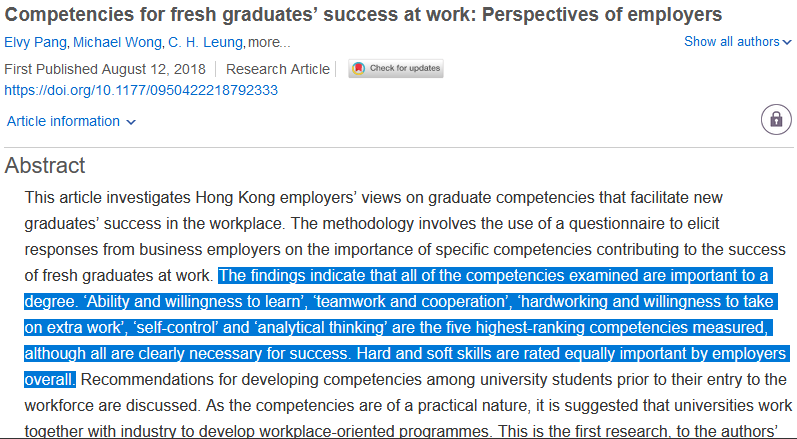 Competencies for fresh graduates’ success at work: Perspectives of employers
Elvy Pang, Michael Wong, C. H. Leung, more...
Show all authors
First Published August 12, 2018
Research Article
Check for updates
https://doi.org/10.1177/0950422218792333
Article information
Abstract
This article investigates Hong Kong employers’ views on graduate competencies that facilitate new
graduates’ success in the workplace. The methodology involves the use of a questionnaire to elicit
responses from business employers on the importance of specific competencies contributing to the success
of fresh graduates at work. The findings indicate that all of the competencies examined are important to a
degree. ‘Ability and willingness to learn’, ‘teamwork and cooperation’, ‘hardworking and willingness to take
on extra work’, ‘self-control’ and ‘analytical thinking’ are the five highest-ranking competencies measured,
although all are clearly necessary for success. Hard and soft skills are rated equally important by employers
overall. Recommendations for developing competencies among university students prior to their entry to the
workforce are discussed. As the competencies are of a practical nature, it is suggested that universities work
together with industry to develop workplace-oriented programmes. This is the first research, to the authors’